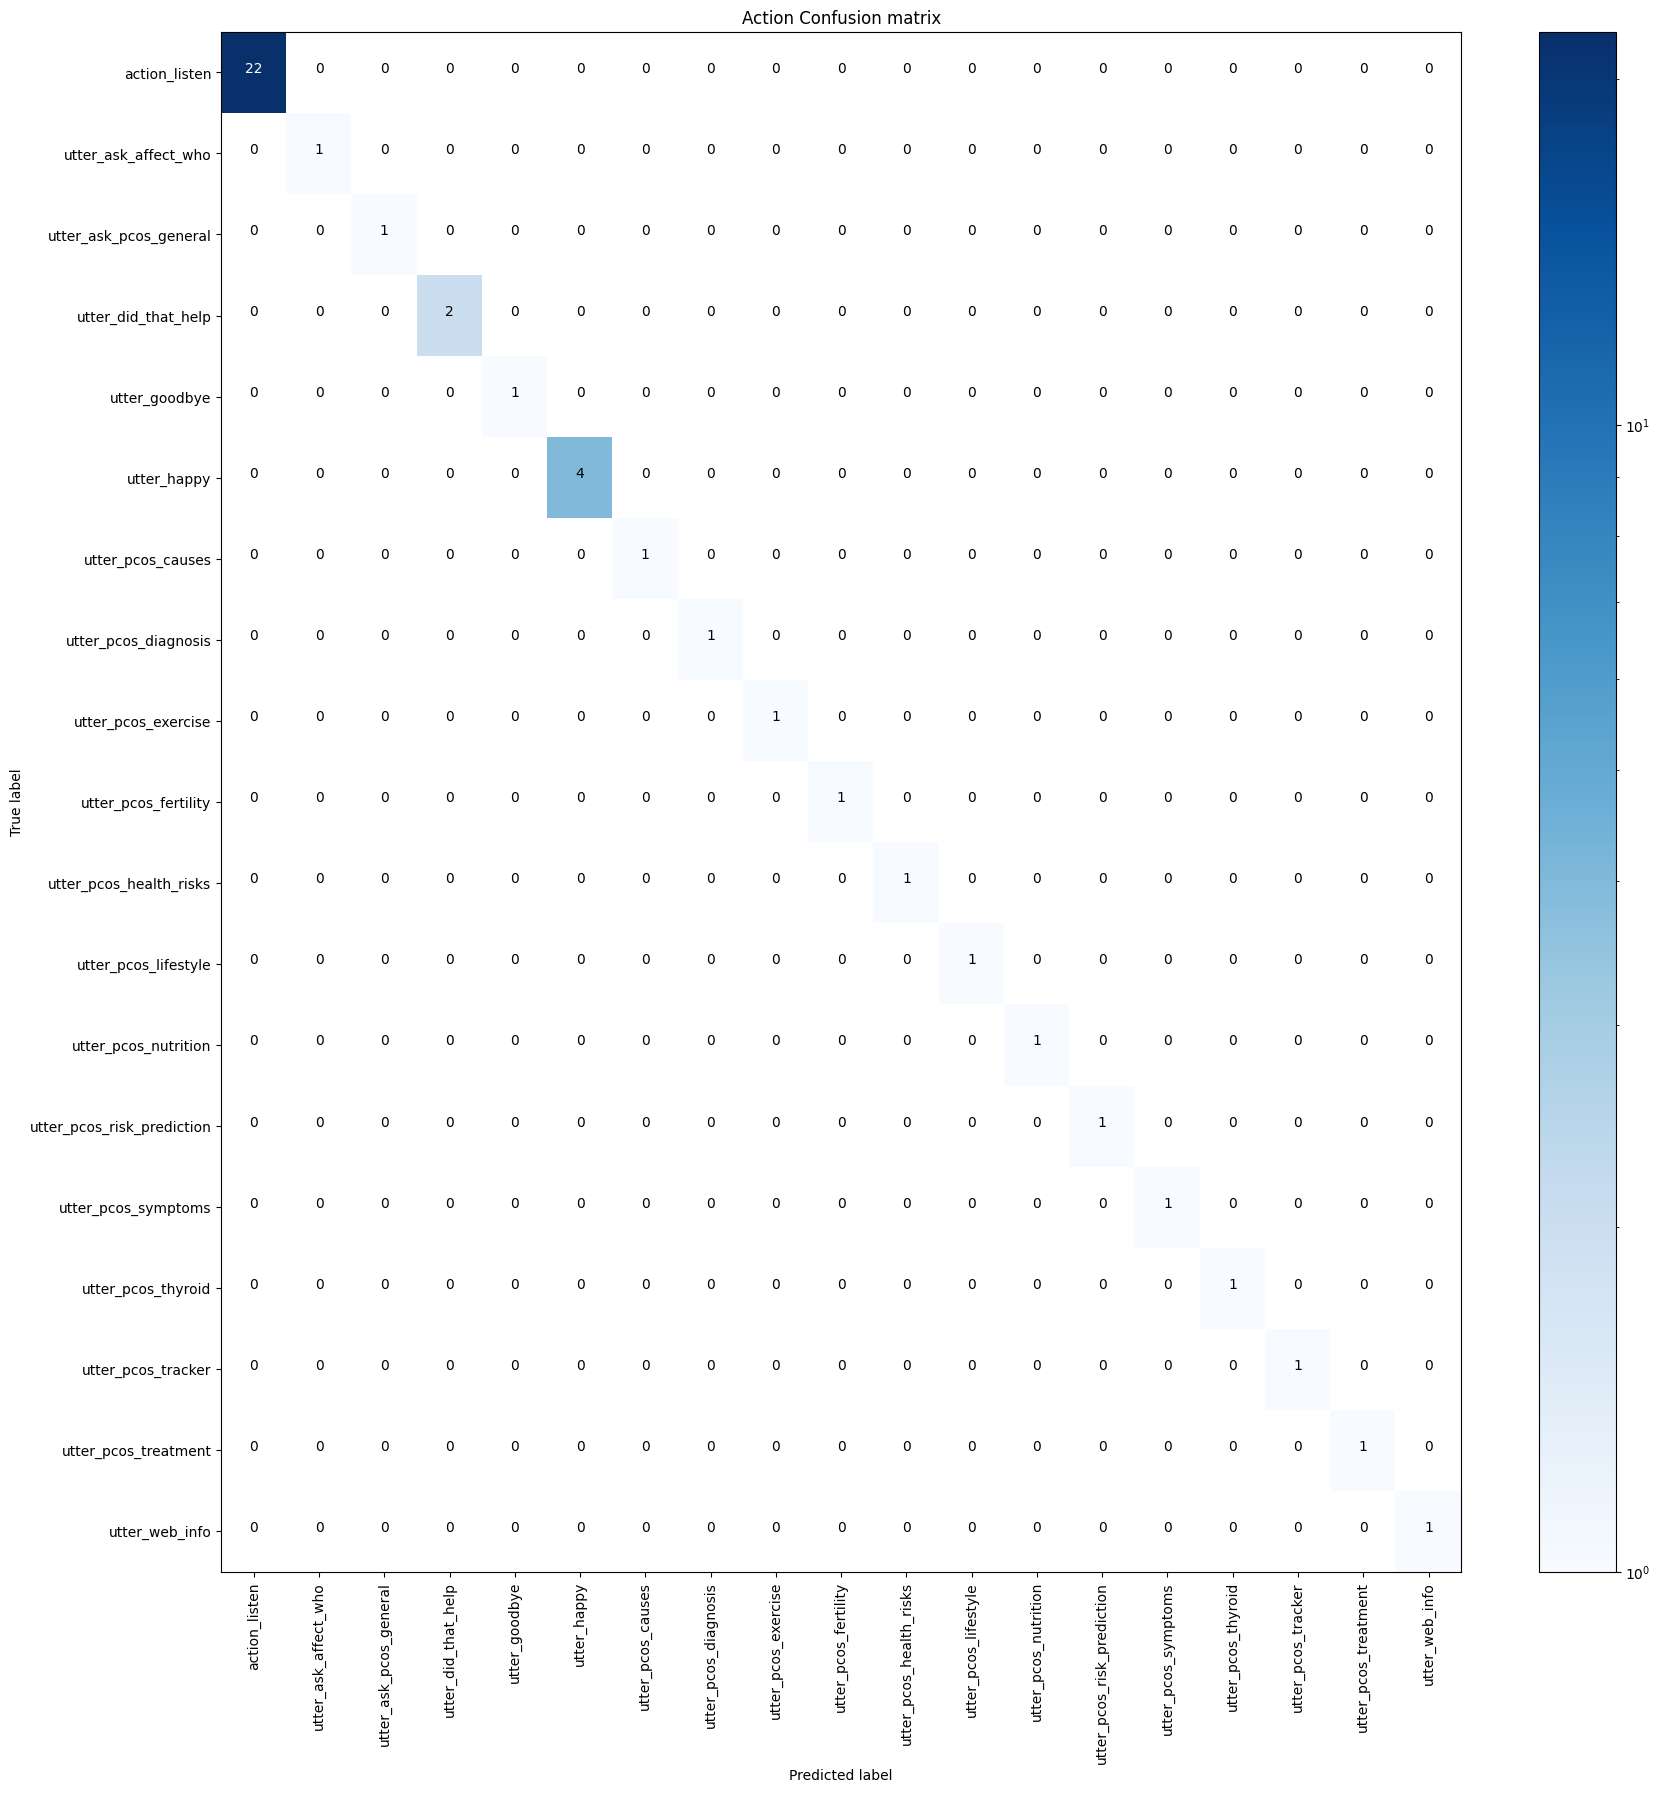 Action Confusion matrix
action_listen 22 0 0 0 0 0 0 0 0 0 0 0 0 0 0 0 0 0 0
utter_ask_affect_who 0 1 0 0 0 0 0 0 0 0 0 0 0 0 0 0 0 0 0
utter_ask_pcos_general 0 0 1 0 0 0 0 0 0 0 0 0 0 0 0 0 0 0 0
utter_did_that_help 0 0 0 2 0 0 0 0 0 0 0 0 0 0 0 0 0 0 0
utter_goodbye 0 0 0 0 1 0 0 0 0 0 0 0 0 0 0 0 0 0 0
10¹
utter_happy 0 0 0 0 0 4 0 0 0 0 0 0 0 0 0 0 0 0 0
utter_pcos_causes 0 0 0 0 0 0 1 0 0 0 0 0 0 0 0 0 0 0 0
utter_pcos_diagnosis 0 0 0 0 0 0 0 1 0 0 0 0 0 0 0 0 0 0 0
utter_pcos_exercise 0 0 0 0 0 0 0 0 1 0 0 0 0 0 0 0 0 0 0
True label
utter_pcos_fertility 0 0 0 0 0 0 0 0 0 1 0 0 0 0 0 0 0 0 0
utter_pcos_health_risks 0 0 0 0 0 0 0 0 0 0 1 0 0 0 0 0 0 0 0
utter_pcos_lifestyle 0 0 0 0 0 0 0 0 0 0 0 1 0 0 0 0 0 0 0
utter_pcos_nutrition 0 0 0 0 0 0 0 0 0 0 0 0 1 0 0 0 0 0 0
utter_pcos_risk_prediction 0 0 0 0 0 0 0 0 0 0 0 0 0 1 0 0 0 0 0
utter_pcos_symptoms 0 0 0 0 0 0 0 0 0 0 0 0 0 0 1 0 0 0 0
utter_pcos_thyroid 0 0 0 0 0 0 0 0 0 0 0 0 0 0 0 1 0 0 0
utter_pcos_tracker 0 0 0 0 0 0 0 0 0 0 0 0 0 0 0 0 1 0 0
utter_pcos_treatment 0 0 0 0 0 0 0 0 0 0 0 0 0 0 0 0 0 1 0
utter_web_info 0 0 0 0 0 0 0 0 0 0 0 0 0 0 0 0 0 0 1
10⁰
action_listen
utter_ask_affect_who
utter_ask_pcos_general
utter_did_that_help
utter_goodbye
utter_happy
utter_pcos_causes
utter_pcos_diagnosis
utter_pcos_exercise
utter_pcos_fertility
utter_pcos_health_risks
utter_pcos_lifestyle
utter_pcos_nutrition
utter_pcos_risk_prediction
utter_pcos_symptoms
utter_pcos_thyroid
utter_pcos_tracker
utter_pcos_treatment
utter_web_info
Predicted label